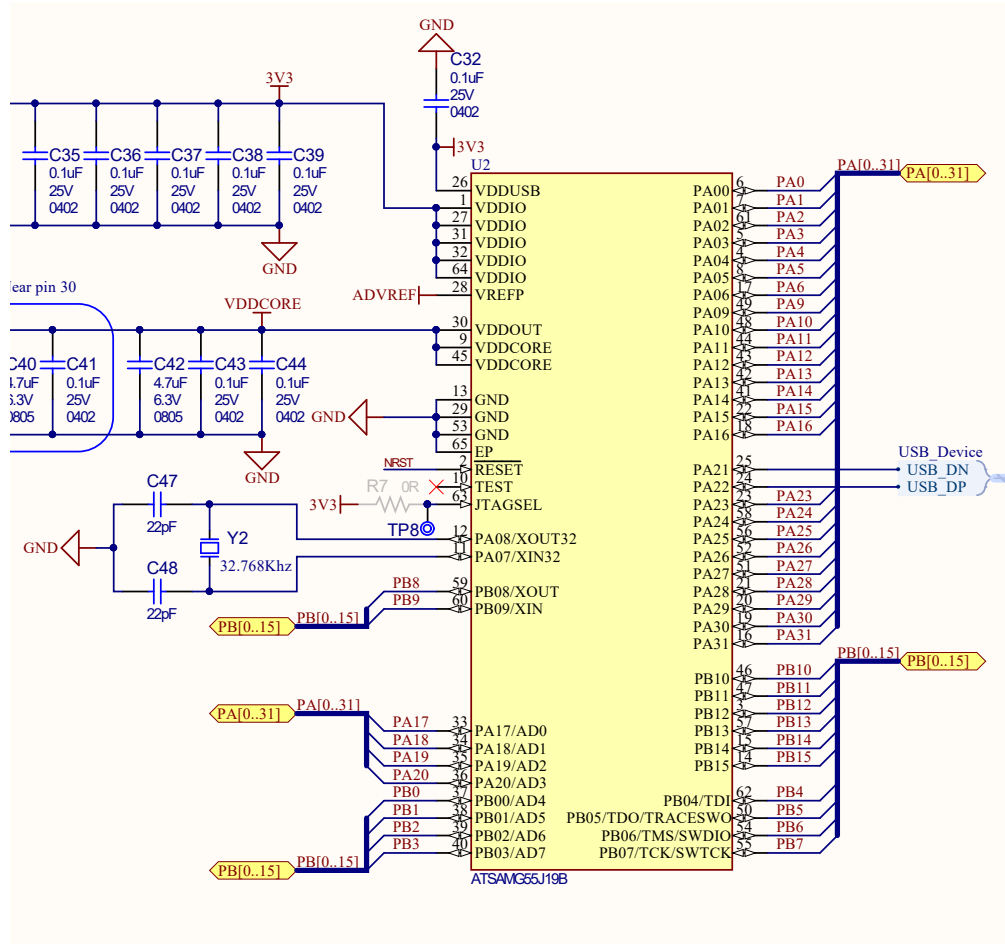 GND
C32
0.1uF
25V
0402
3V3
3V3
C35
0.1uF
25V
0402
C36
0.1uF
25V
0402
C37
0.1uF
25V
0402
C38
0.1uF
25V
0402
C39
0.1uF
25V
0402
GND
ear pin 30
VDDCORE
ADVREF
C40
4.7uF
6.3V
0805
C41
0.1uF
25V
0402
C42
4.7uF
6.3V
0805
C43
0.1uF
25V
0402
C44
0.1uF
25V
0402
GND
GND
NRST
3V3
R7 0R
TP8
C47
22pF
GND
Y2
32.768Khz
C48
22pF
U2
26 VDDUSB
1 VDDIO
27 VDDIO
31 VDDIO
32 VDDIO
64 VDDIO
28 VREFP
30 VDDOUT
9 VDDCORE
45 VDDCORE
13 GND
29 GND
53 GND
65 EP
2 RESET
10 TEST
63 JTAGSEL
12 PA08/XOUT32
11 PA07/XIN32
PB8 59 PB08/XOUT
PB9 60 PB09/XIN
PB[0..15] PB[0..15]
PA[0..31] PA[0..31]
PA17 33 PA17/AD0
PA18 34 PA18/AD1
PA19 35 PA19/AD2
PA20 36 PA20/AD3
PB0 37 PB00/AD4
PB1 38 PB01/AD5
PB2 39 PB02/AD6
PB3 40 PB03/AD7
PB[0..15] PB[0..15]
PA[0..31] PA[0..31]
PA00 6 PA0
PA01 7 PA1
PA02 61 PA2
PA03 5 PA3
PA04 4 PA4
PA05 8 PA5
PA06 17 PA6
PA09 49 PA9
PA10 48 PA10
PA11 44 PA11
PA12 43 PA12
PA13 42 PA13
PA14 41 PA14
PA15 22 PA15
PA16 18 PA16
USB_Device
PA21 25 USB_DN
PA22 24 USB_DP
PA23 23 PA23
PA24 58 PA24
PA25 56 PA25
PA26 52 PA26
PA27 51 PA27
PA28 21 PA28
PA29 20 PA29
PA30 19 PA30
PA31 16 PA31
PB[0..15] PB[0..15]
PB10 46 PB10
PB11 47 PB11
PB12 3 PB12
PB13 57 PB13
PB14 15 PB14
PB15 14 PB15
PB04/TDI 62 PB4
PB05/TDO/TRACESWO 50 PB5
PB06/TMS/SWDIO 54 PB6
PB07/TCK/SWTCK 55 PB7
ATSAMG55J19B